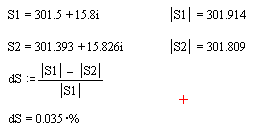 S1 = 301.5 +15.8i |S1| = 301.914
S2 = 301.393 +15.826i |S2| = 301.809
dS := |S1| - |S2| / |S1|
dS = 0.035 ·%